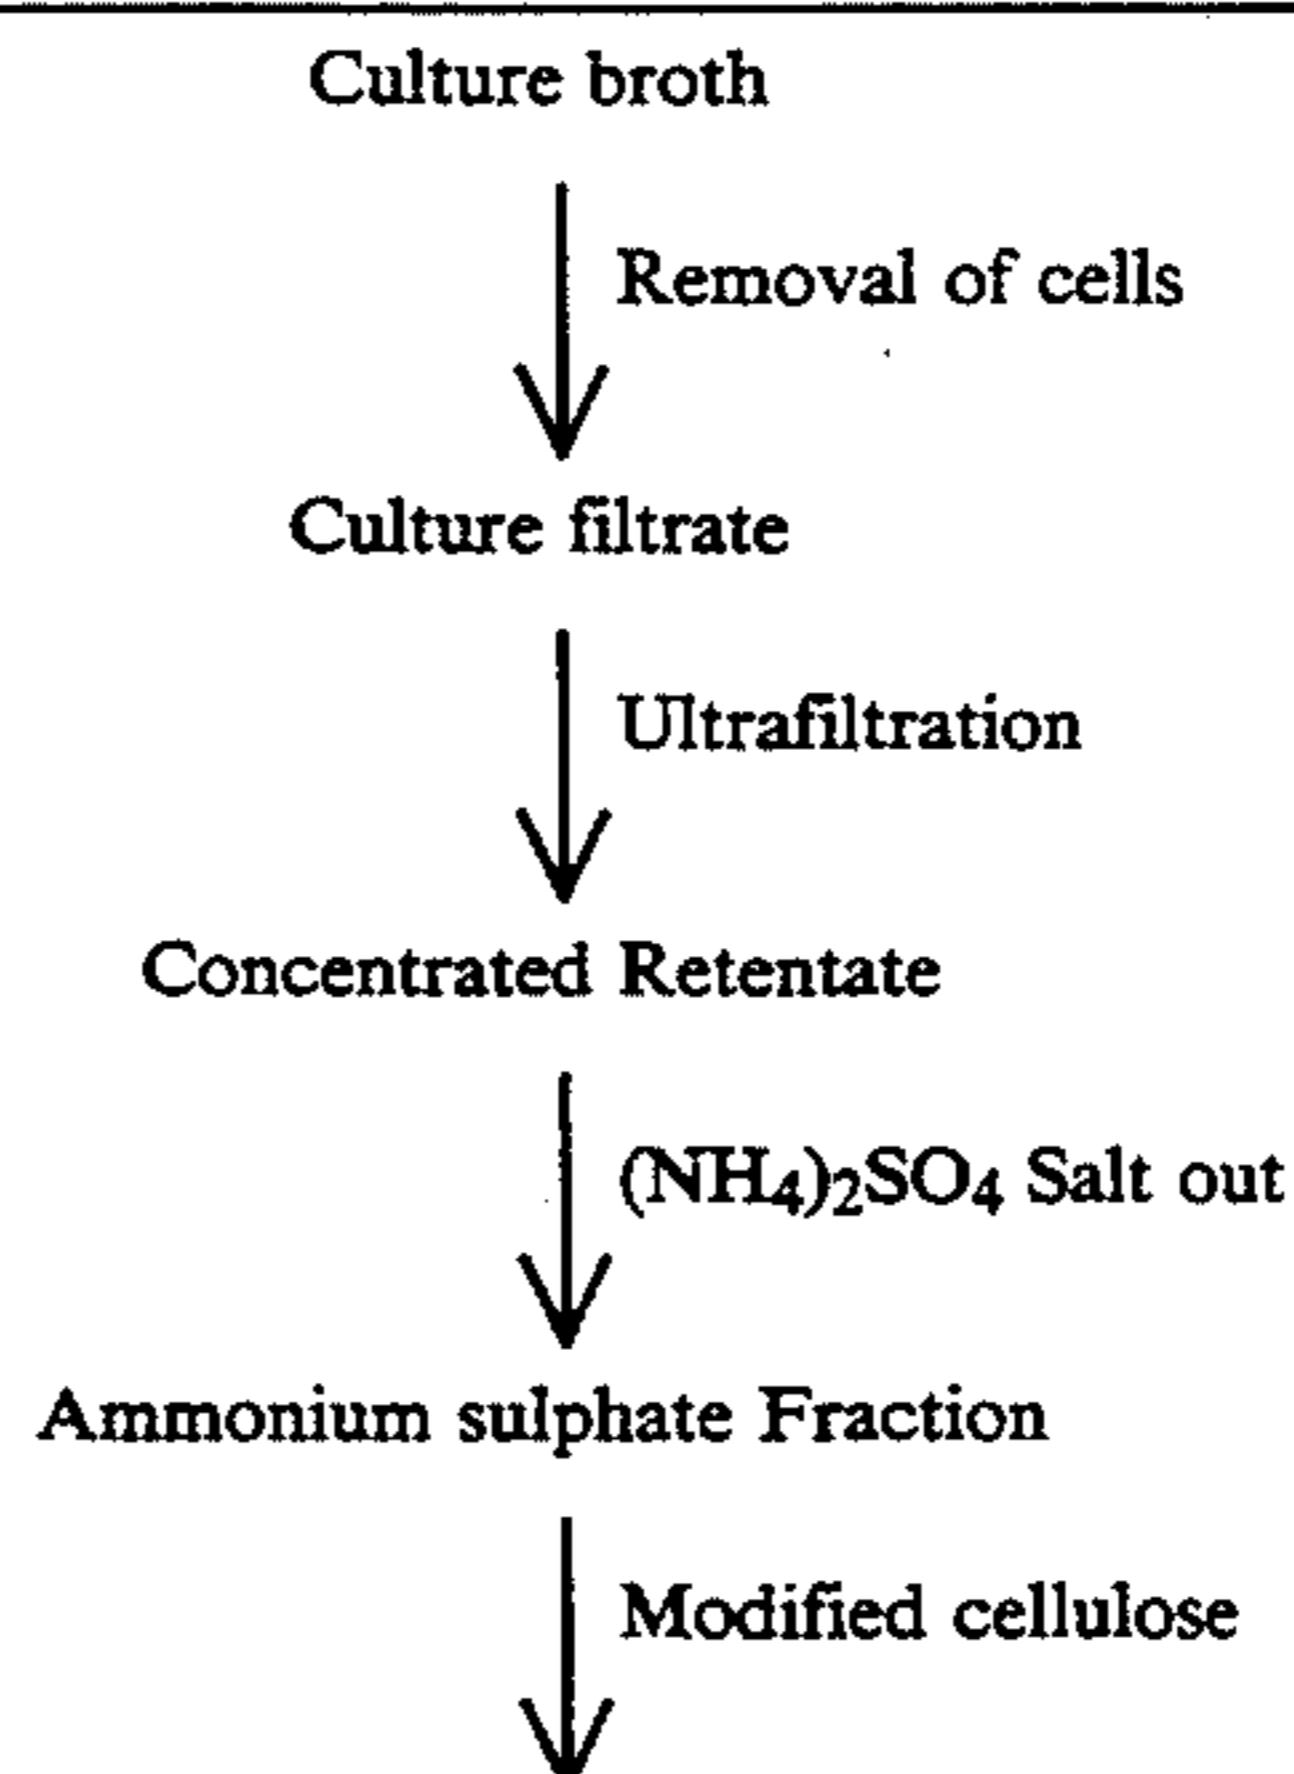 Culture broth
Removal of cells
Culture filtrate
Ultrafiltration
Concentrated Retentate
(NH4)2SO4 Salt out
Ammonium sulphate Fraction
Modified cellulose